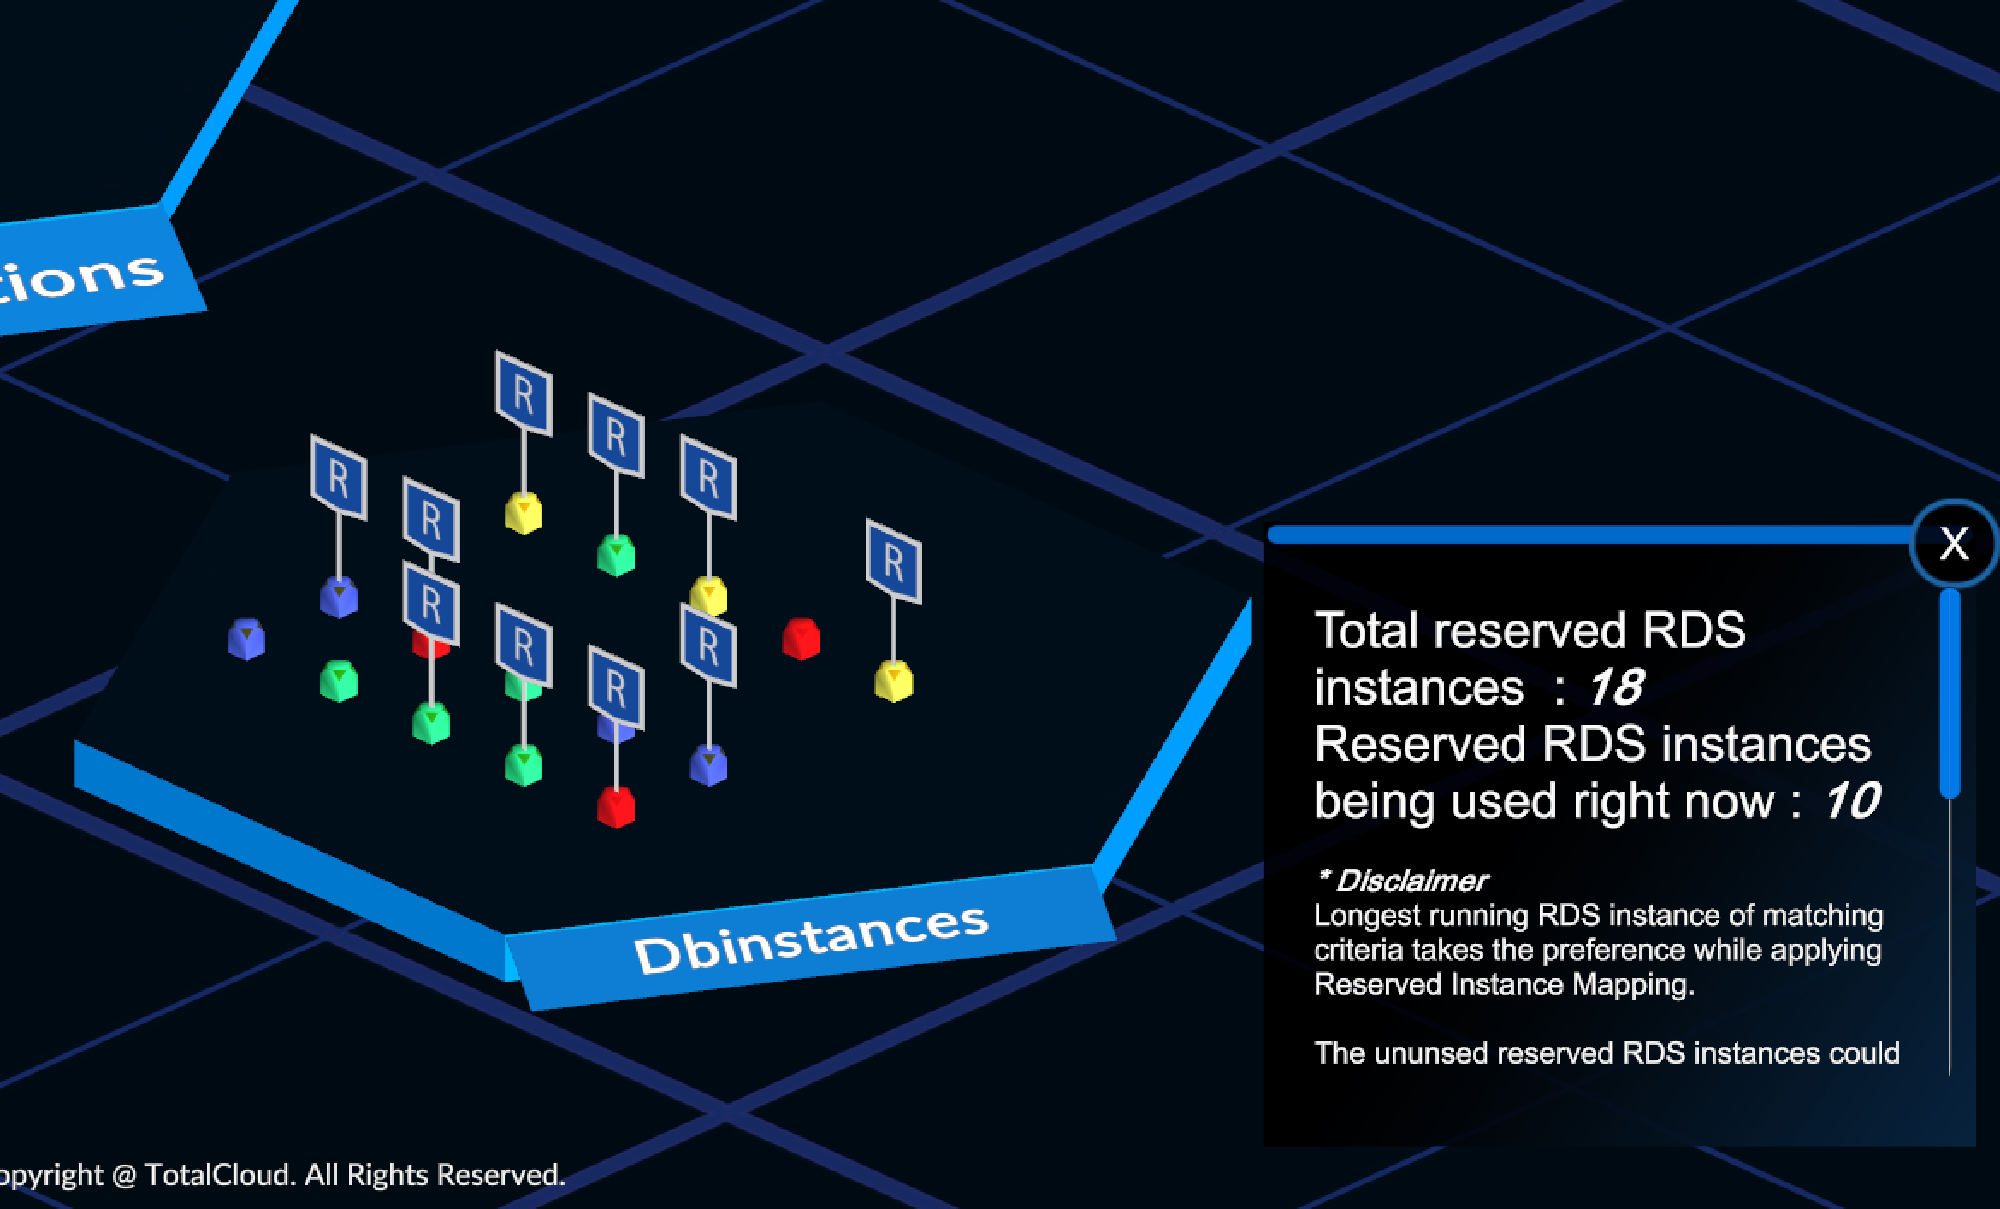 tions
R
R
R
R
R
R
R
R
R
R
Total reserved RDS
instances : 18
Reserved RDS instances
being used right now : 10
* Disclaimer
Longest running RDS instance of matching
criteria takes the preference while applying
Reserved Instance Mapping.
The ununsed reserved RDS instances could
X
Dbinstances
opyright @ TotalCloud. All Rights Reserved.